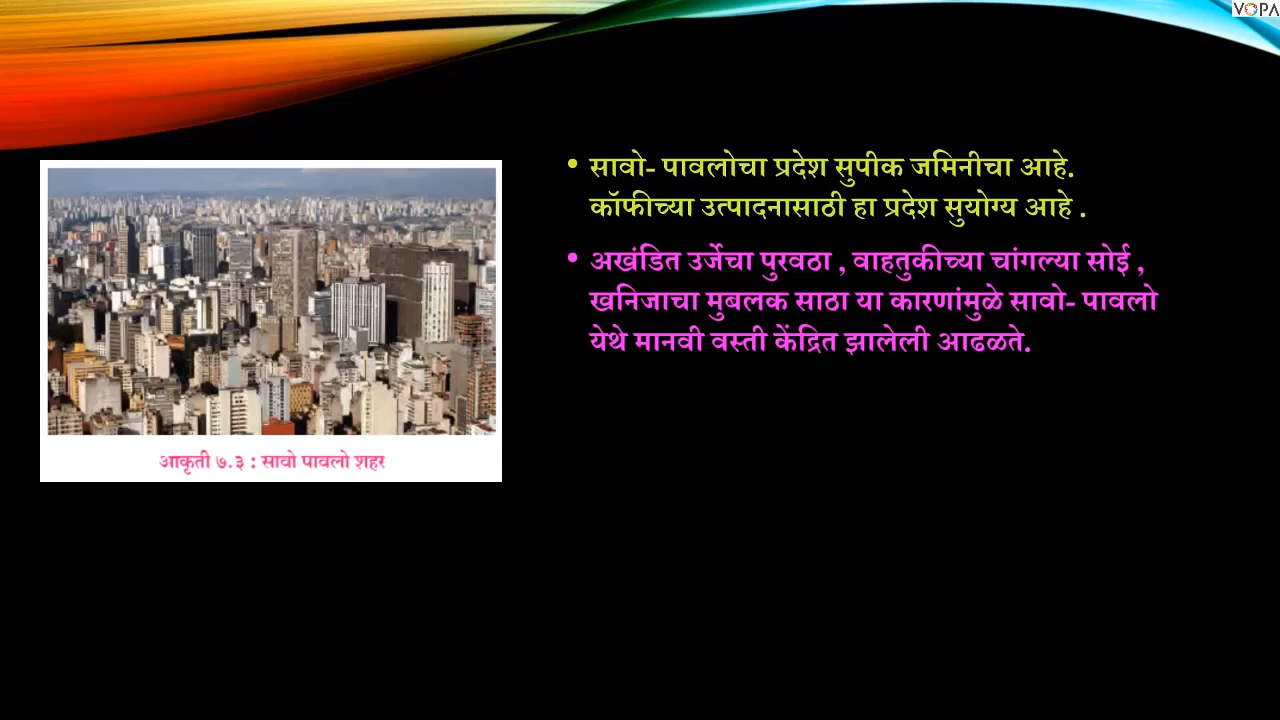 VOPA
सावो- पावलोचा प्रदेश सुपीक जमिनीचा आहे.
कॉफीच्या उत्पादनासाठी हा प्रदेश सुयोग्य आहे .
अखंडित उर्जेचा पुरवठा , वाहतुकीच्या चांगल्या सोई ,
खनिजाचा मुबलक साठा या कारणांमुळे सावो- पावलो
येथे मानवी वस्ती केंद्रित झालेली आढळते.
आकृती ७.३ : सावो पावलो शहर